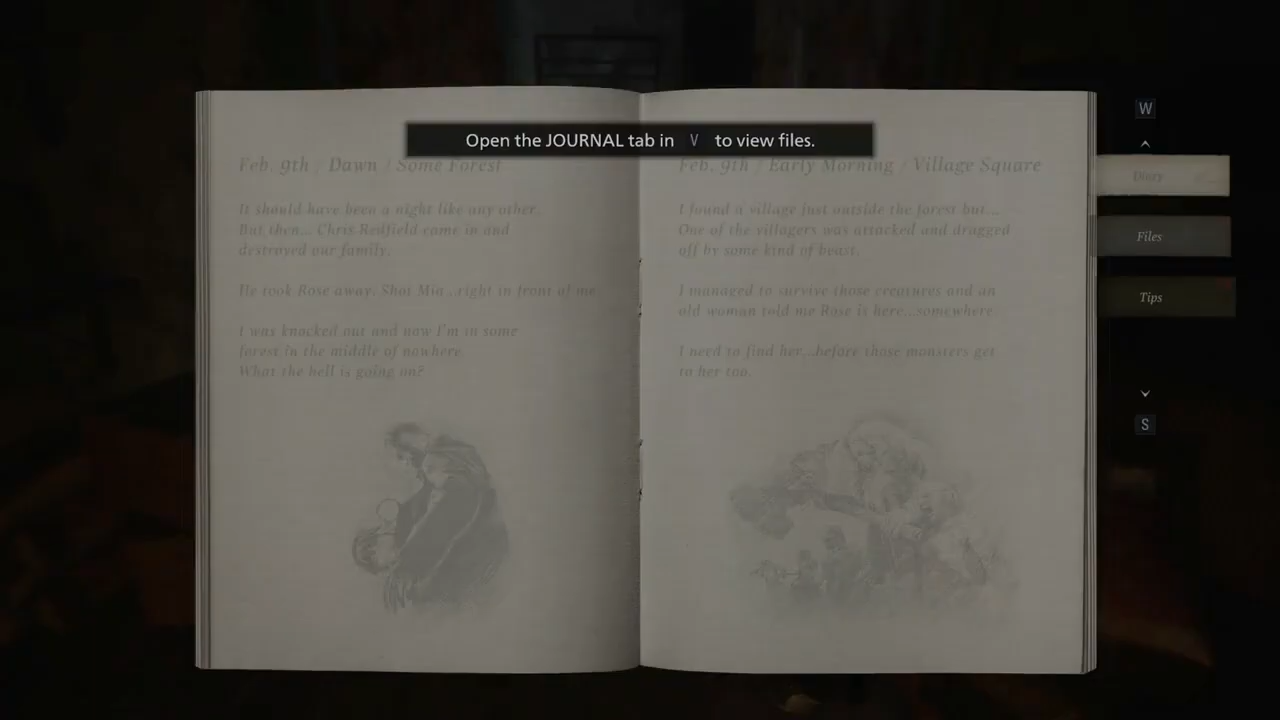 Open the JOURNAL tab in V to view files.
Feb. 9th / Dawn / Some Forest
It should have been a night like any other.
But then... Chris Redfield came in and
destroyed our family.
He took Rose away. Shot Mia...right in front of me.
I was knocked out and now I'm in some
forest in the middle of nowhere.
What the hell is going on?
Feb. 9th / Early Morning / Village Square
I found a village just outside the forest but...
One of the villagers was attacked and dragged
off by some kind of beast.
I managed to survive those creatures and an
old woman told me Rose is here...somewhere.
I need to find her...before those monsters get
to her too.
W
Diary
Files
Tips
S